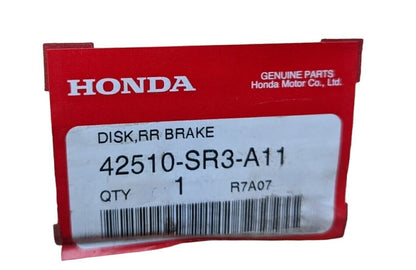 HONDA
GENUINE PARTS
Honda Motor Co., Ltd.
DISK,RR BRAKE
42510-SR3-A11
QTY 1 R7A07